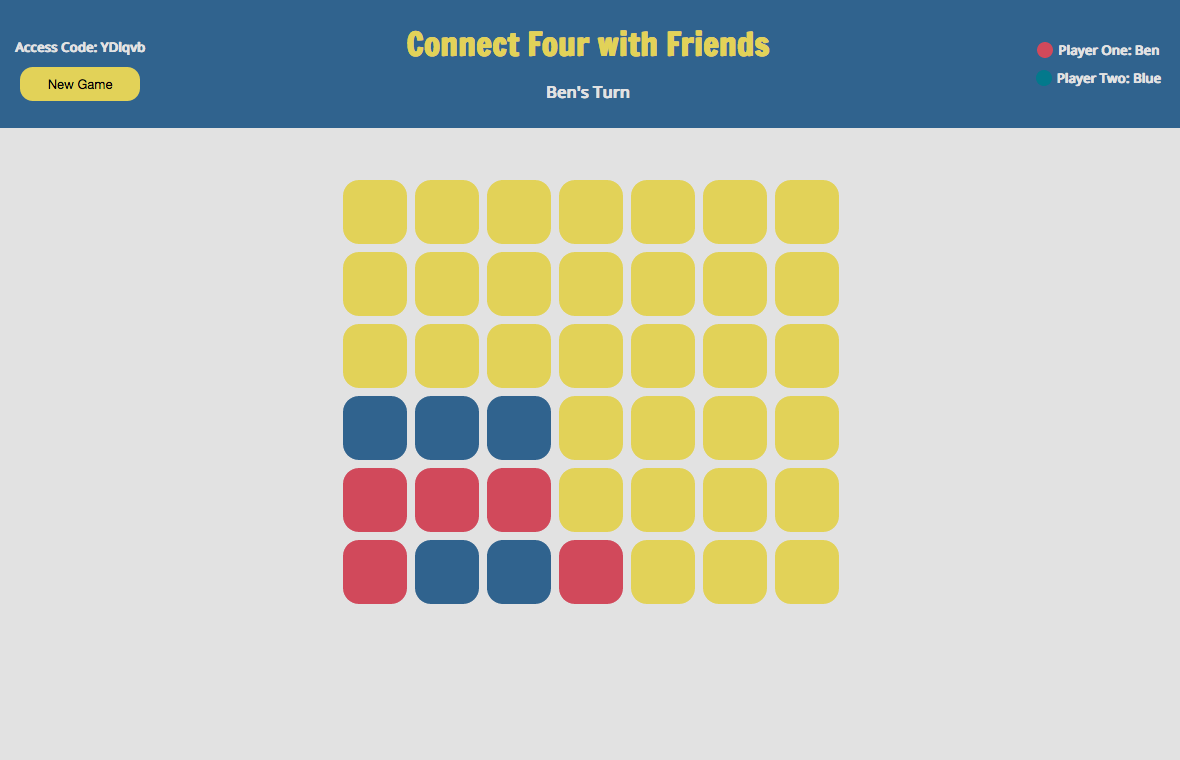 Access Code: YDlqvb
New Game
Connect Four with Friends
Ben's Turn
Player One: Ben
Player Two: Blue